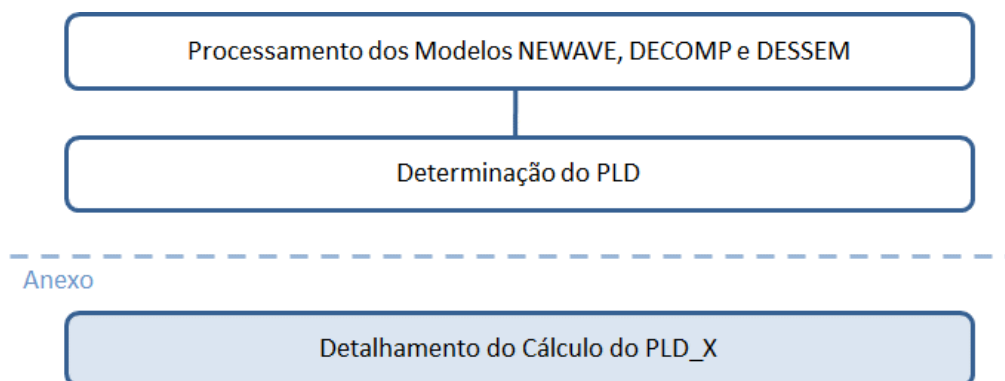 Processamento dos Modelos NEWAVE, DECOMP e DESSEM
Determinação do PLD
Anexo
Detalhamento do Cálculo do PLD_X